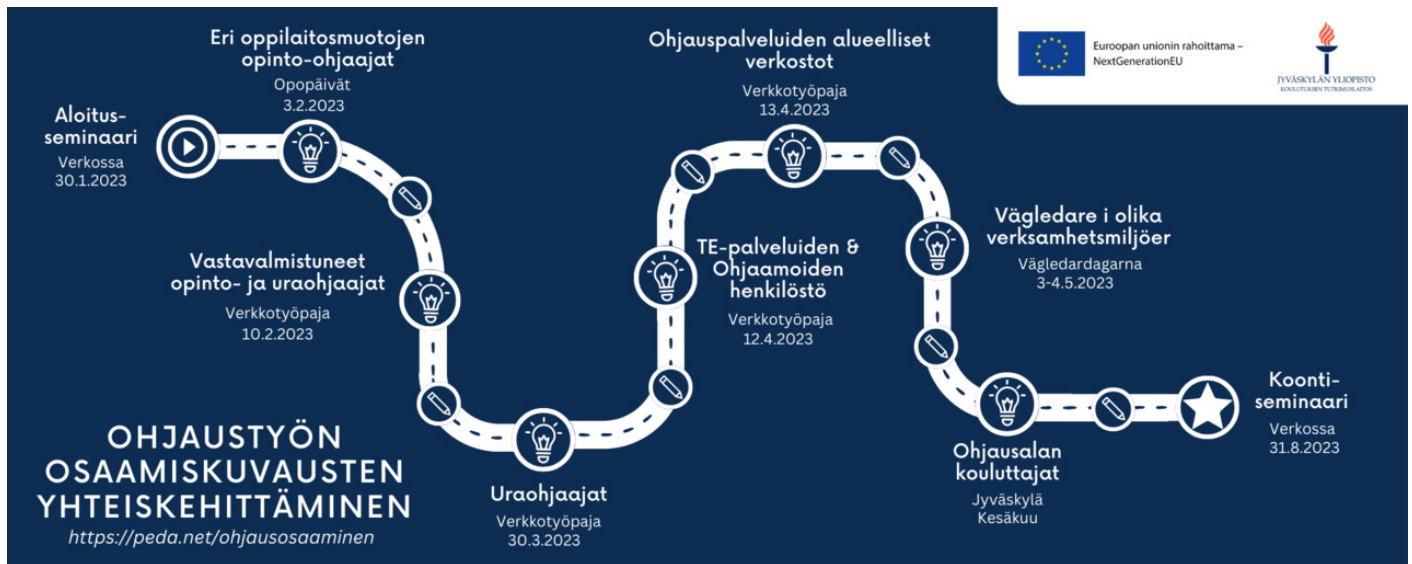 Aloitus-
seminaari
Verkossa
30.1.2023
Eri oppilaitosmuotojen
opinto-ohjaajat
Opopäivät
3.2.2023
Vastavalmistuneet
opinto- ja uraohjaajat
Verkkotyöpaja
10.2.2023
Uraohjaajat
Verkkotyöpaja
30.3.2023
TE-palveluiden &
Ohjaamoiden
henkilöstö
Verkkotyöpaja
12.4.2023
Ohjauspalveluiden alueelliset
verkostot
Verkkotyöpaja
13.4.2023
Vägledare i olika
verksamhetsmiljöer
Vägledardagarna
3-4.5.2023
Ohjausalan
kouluttajat
Jyväskylä
Kesäkuu
Koonti-
seminaari
Verkossa
31.8.2023
OHJAUSTYÖN
OSAAMISKUVAUSTEN
YHTEISKEHITTÄMINEN
https://peda.net/ohjausosaaminen
Euroopan unionin rahoittama –
NextGenerationEU
JYVÄSKYLÄN YLIOPISTO
KOULUTUKSEN TUTKIMUSLAITOS